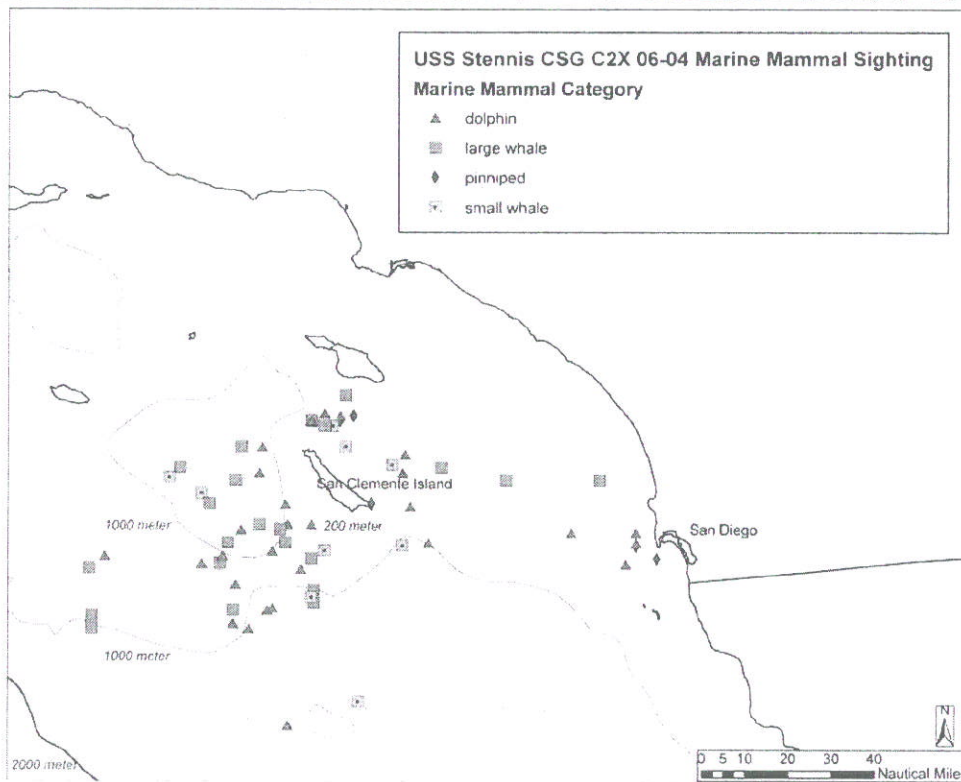 USS Stennis CSG C2X 06-04 Marine Mammal Sighting
Marine Mammal Category
dolphin
large whale
pinniped
small whale
San Clemente Island
1000 meter
200 meter
San Diego
1000 meter
N
2000 meter
0 5 10 20 30 40
Nautical Mile